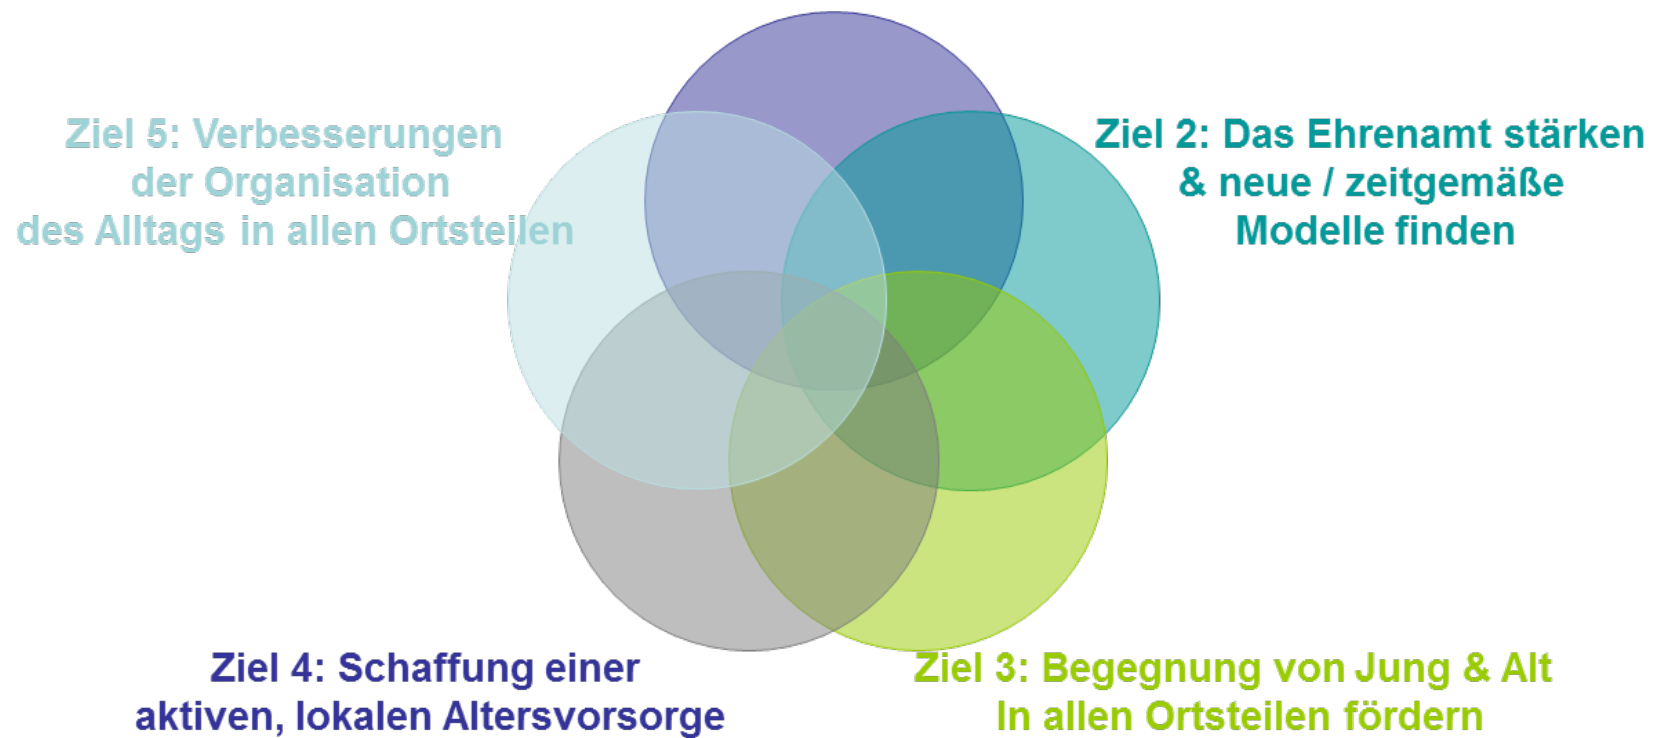 Ziel 5: Verbesserungen
der Organisation
des Alltags in allen Ortsteilen
Ziel 2: Das Ehrenamt stärken
& neue / zeitgemäße
Modelle finden
Ziel 4: Schaffung einer
aktiven, lokalen Altersvorsorge
Ziel 3: Begegnung von Jung & Alt
In allen Ortsteilen fördern